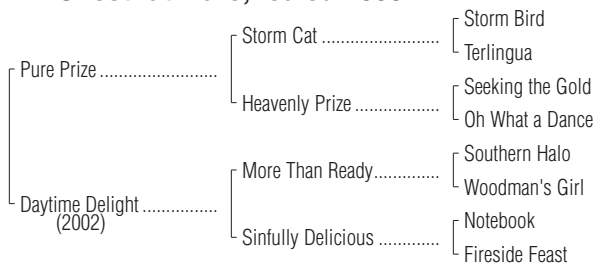 Storm Bird
Storm Cat ........................
Terlingua
Pure Prize ........................
Seeking the Gold
Heavenly Prize .................
Oh What a Dance
Southern Halo
More Than Ready..............
Woodman's Girl
Daytime Delight ...............
(2002)
Notebook
Sinfully Delicious .............
Fireside Feast